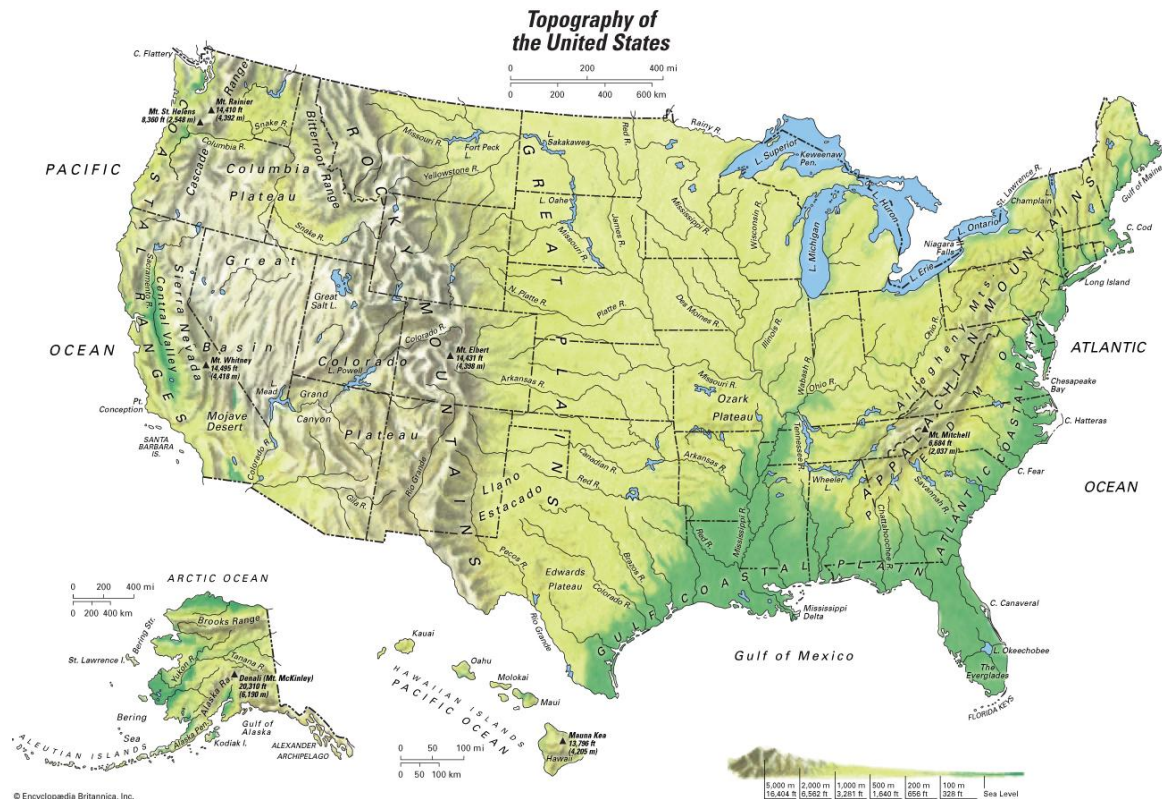 Topography of
the United States
0 200 400 mi
0 200 400 600 km
C. Flattery
PACIFIC
OCEAN
COASTAL RANGES
Cascade Range
Mt. Rainier
14,410 ft
(4,392 m)
Mt. St. Helens
8,360 ft (2,548 m)
Snake R.
Columbia R.
Columbia
Plateau
Bitterroot Range
ROCKY MOUNTAINS
Missouri R.
Fort Peck
L.
Yellowstone R.
L.
Sakakawea
Red R.
Rainy R.
GREAT PLAINS
L. Oahe
Missouri R.
James R.
Mississippi R.
Wisconsin R.
L. Superior
Keweenaw
Pen.
L. Michigan
L. Huron
L. Erie
L. Ontario
Niagara
Falls
St. Lawrence R.
L.
Champlain
Gulf of Maine
C. Cod
Long Island
ATLANTIC
OCEAN
Snake R.
Great
Basin
Great
Salt L.
Sacramento R.
Central Valley
Sierra Nevada
Mt. Whitney
14,495 ft
(4,418 m)
Pt.
Conception
SANTA
BARBARA
IS.
Mojave
Desert
L.
Mead
Grand
Canyon
L. Powell
Colorado
Plateau
Colorado R.
Colorado R.
Gila R.
Rio Grande
Mt. Elbert
14,431 ft
(4,398 m)
N. Platte R.
Platte R.
Des Moines R.
Illinois R.
Wabash R.
Ohio R.
Ohio R.
Arkansas R.
Missouri R.
Ozark
Plateau
Canadian R.
Arkansas R.
Red R.
Llano
Estacado
Pecos R.
Edwards
Plateau
Brazos R.
Colorado R.
Rio Grande
Red R.
Mississippi R.
Tennessee R.
Wheeler
L.
Chattahoochee R.
Savannah R.
Allegheny Mts.
APPALACHIAN MOUNTAINS
PIEDMONT
Mt. Mitchell
6,684 ft
(2,037 m)
ATLANTIC COASTAL PLAIN
GULF COASTAL PLAIN
Chesapeake
Bay
C. Hatteras
C. Fear
C. Canaveral
L. Okeechobee
The
Everglades
FLORIDA KEYS
Mississippi
Delta
Gulf of Mexico
0 200 400 mi
0 200 400 km
ARCTIC OCEAN
Brooks Range
Bering Str.
St. Lawrence I.
Yukon R.
Tanana R.
Denali (Mt. McKinley)
20,310 ft
(6,190 m)
Alaska Ra.
Bering
Sea
Alaska Pen.
Gulf of
Alaska
Kodiak I.
ALEUTIAN ISLANDS
ALEXANDER
ARCHIPELAGO
Kauai
Oahu
Molokai
Maui
HAWAIIAN ISLANDS
PACIFIC OCEAN
Mauna Kea
13,796 ft
(4,205 m)
Hawaii
0 50 100 mi
0 50 100 km
5,000 m 2,000 m 1,000 m 500 m 200 m 100 m
16,404 ft 6,562 ft 3,281 ft 1,640 ft 656 ft 328 ft Sea Level
© Encyclopædia Britannica, Inc.